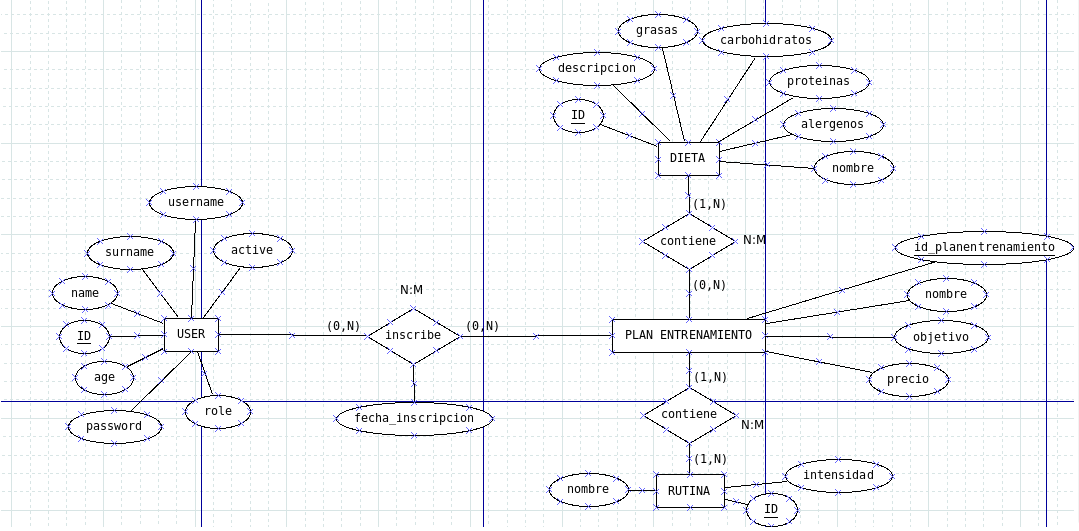 grasas
carbohidratos
descripcion
proteinas
ID
alergenos
DIETA
nombre
username
(1,N)
contiene
N:M
surname
active
id_planentrenamiento
name
(0,N)
nombre
N:M
ID
USER
(0,N)
inscribe
(0,N)
PLAN ENTRENAMIENTO
objetivo
age
(1,N)
precio
password
role
fecha_inscripcion
contiene
N:M
(1,N)
intensidad
nombre
RUTINA
ID